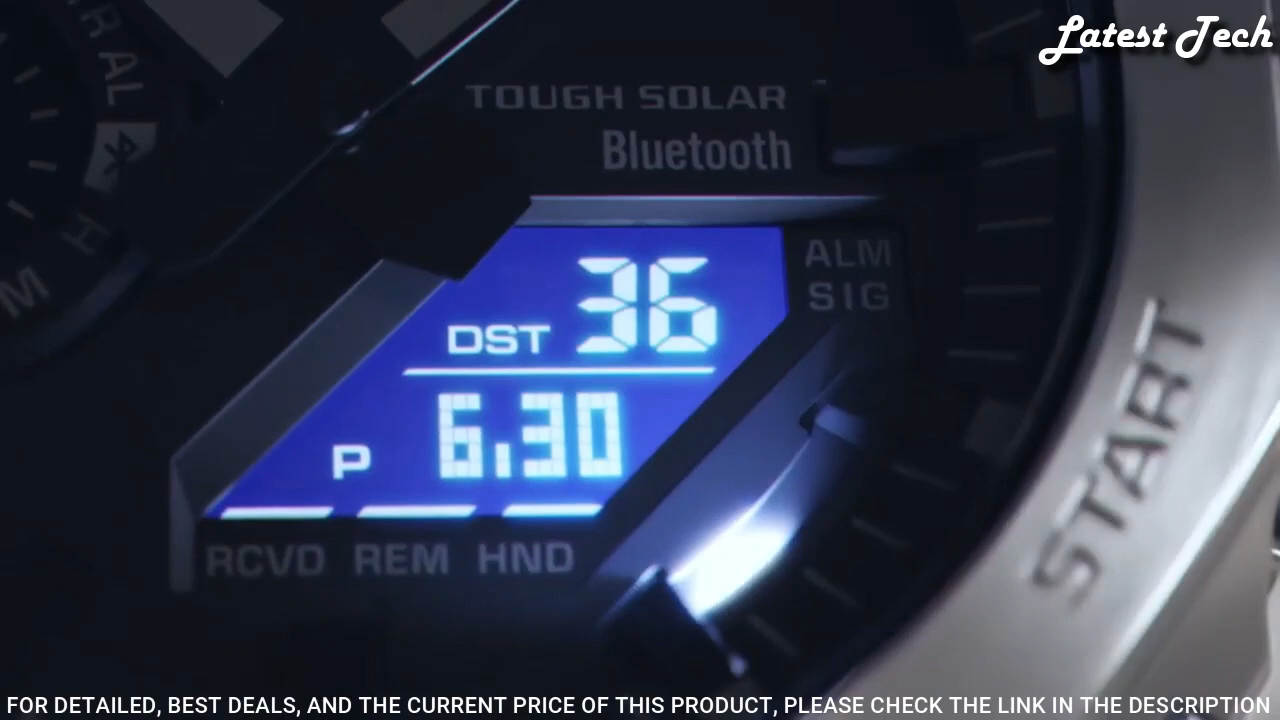 Latest Tech
RAL
TOUGH SOLAR
Bluetooth
H
M
ALM
SIG
36
DST
6.30
P
RCVD REM HND
START
FOR DETAILED, BEST DEALS, AND THE CURRENT PRICE OF THIS PRODUCT, PLEASE CHECK THE LINK IN THE DESCRIPTION